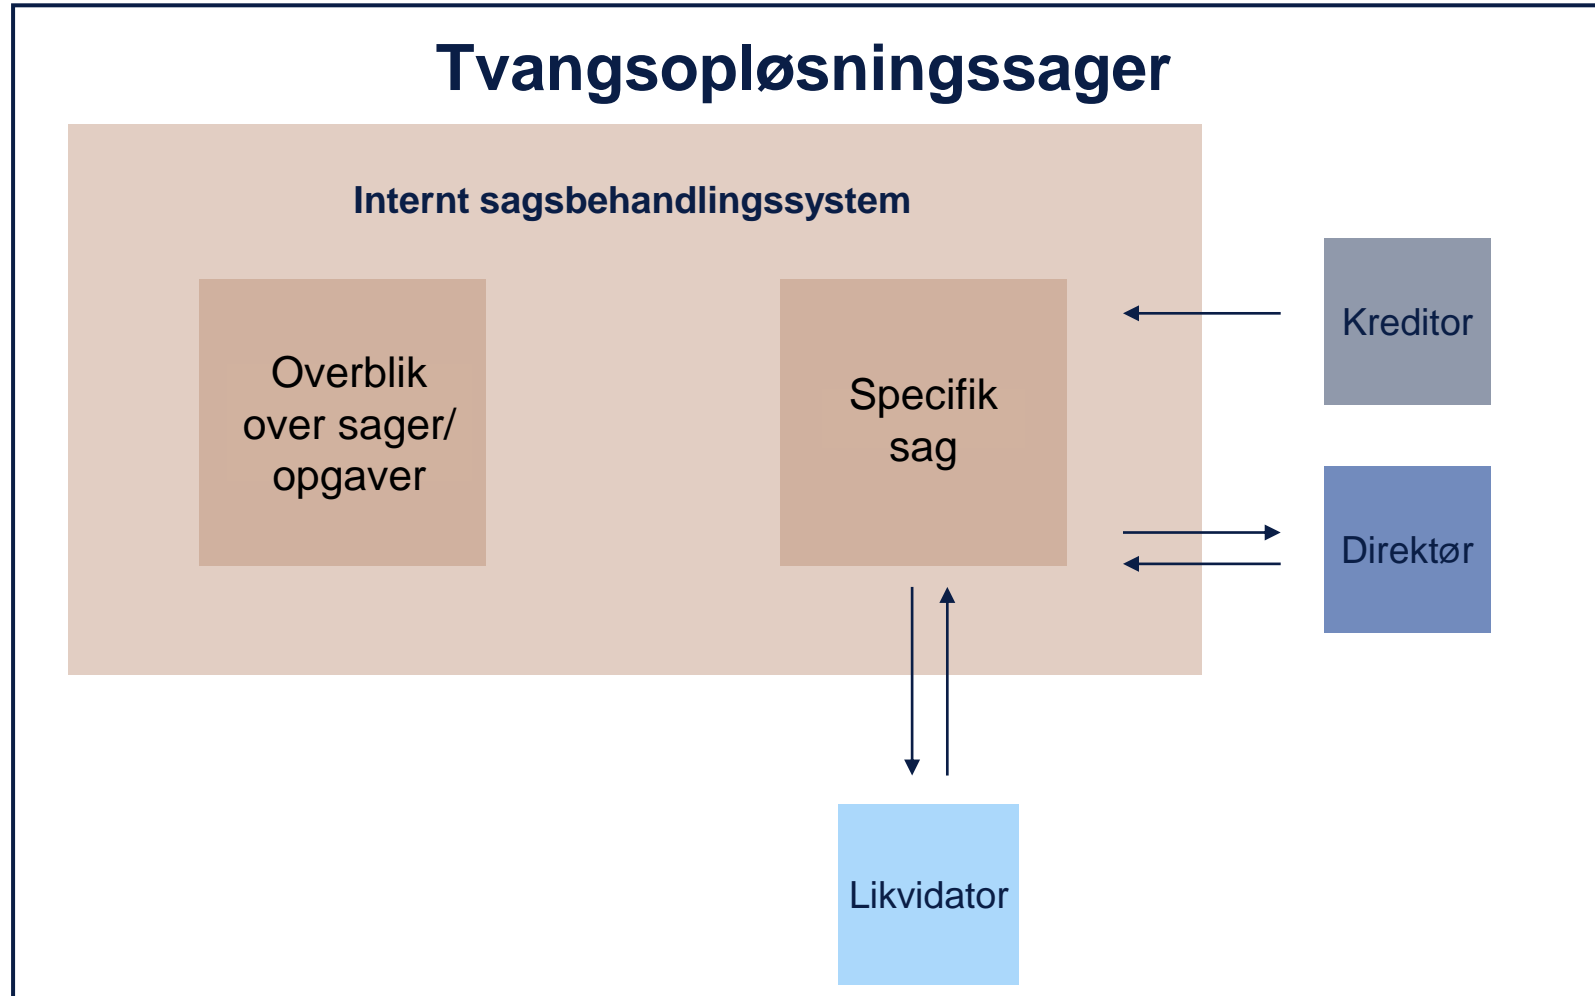 Tvangsopløsningssager
Internt sagsbehandlingssystem
Overblik
over sager/
opgaver
Specifik
sag
Kreditor
Direktør
Likvidator